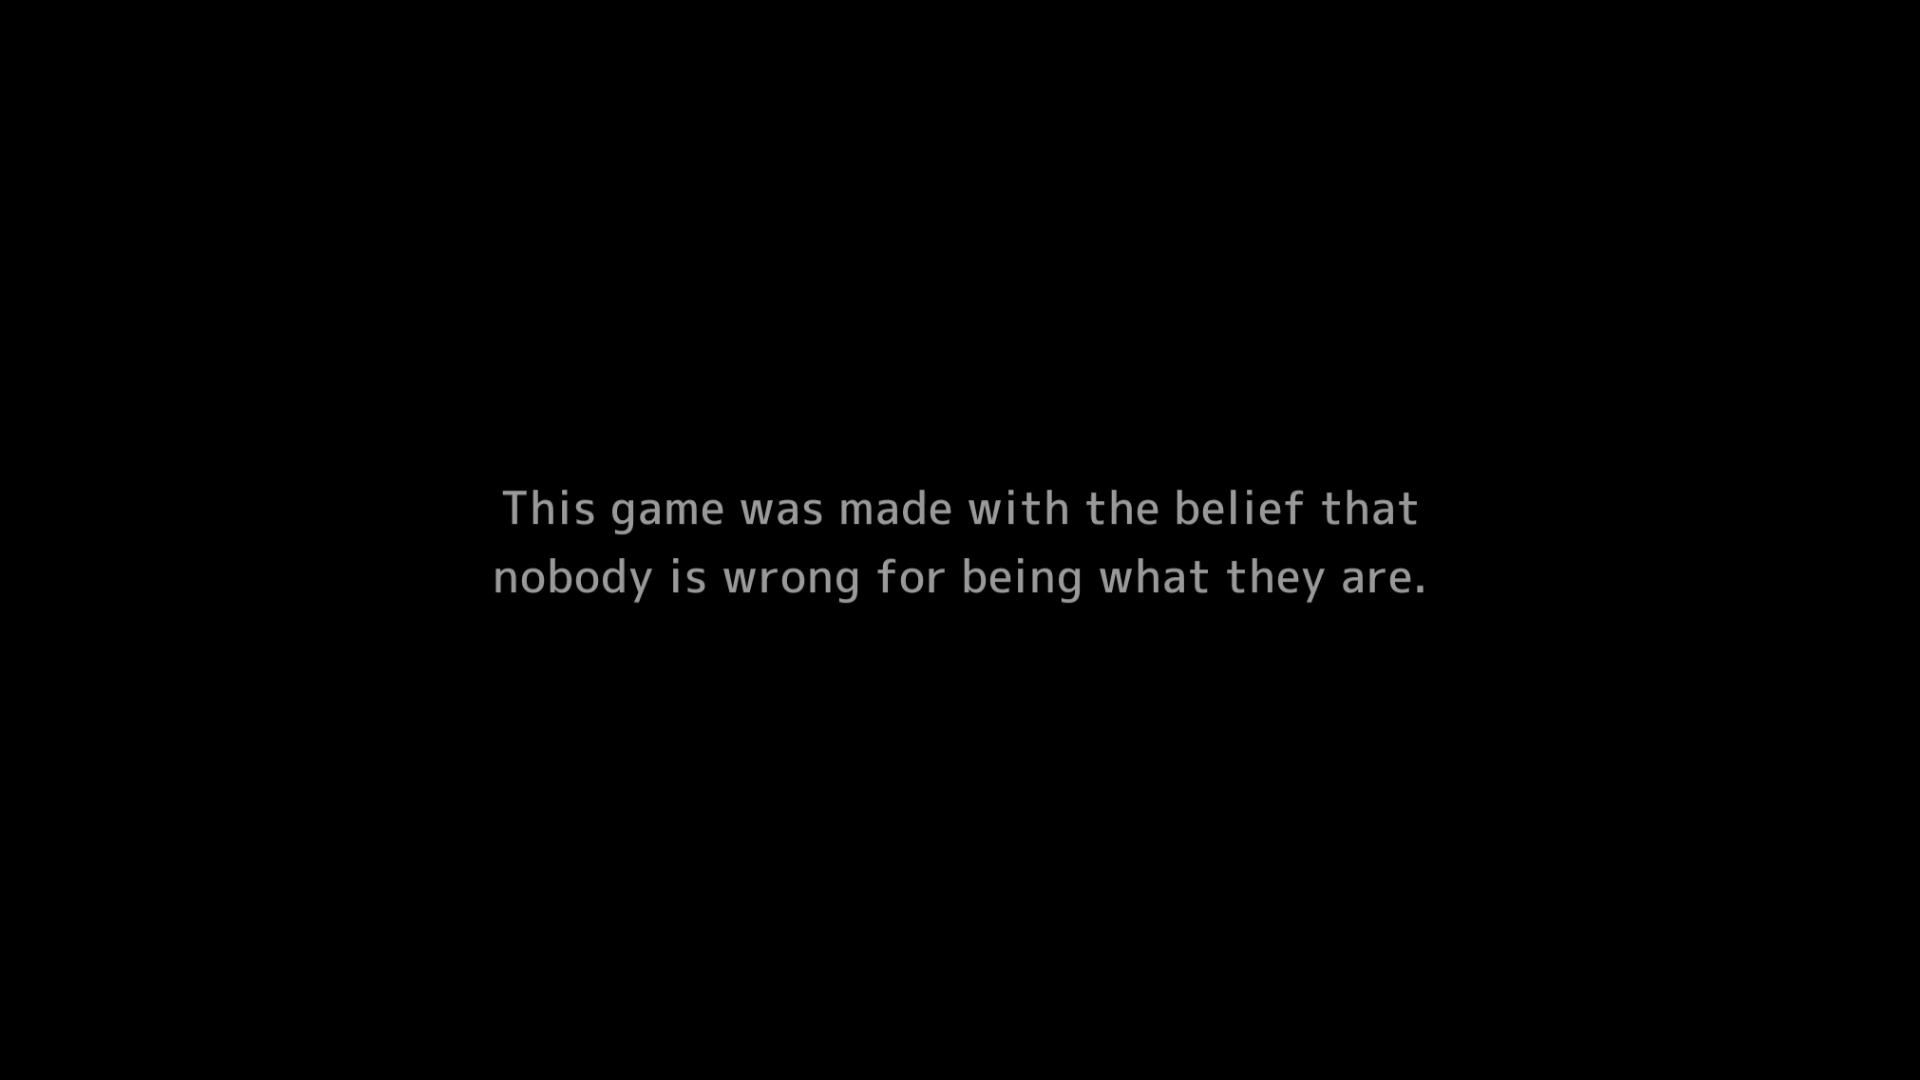 This game was made with the belief that
nobody is wrong for being what they are.